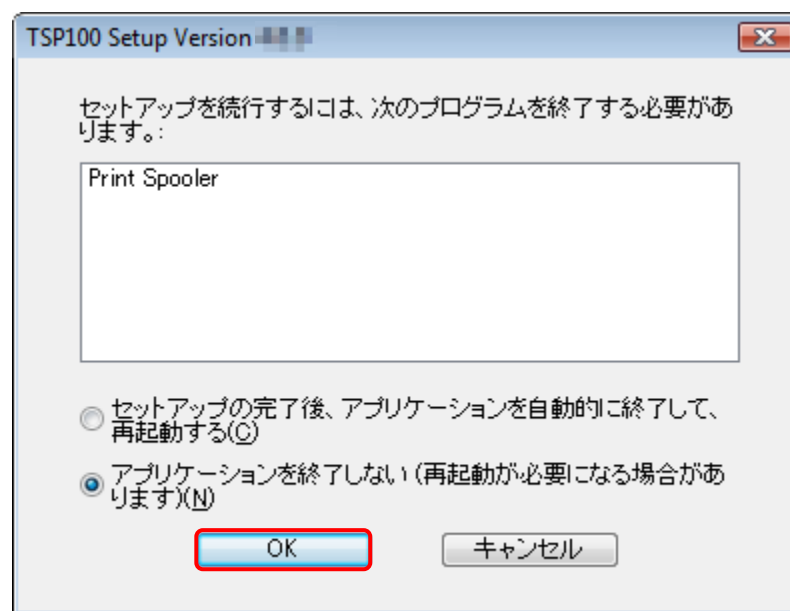 TSP100 Setup Version
セットアップを続行するには、次のプログラムを終了する必要があ
ります。:
Print Spooler
セットアップの完了後、アプリケーションを自動的に終了して、
再起動する(C)
アプリケーションを終了しない(再起動が必要になる場合があ
ります)(N)
OK
キャンセル